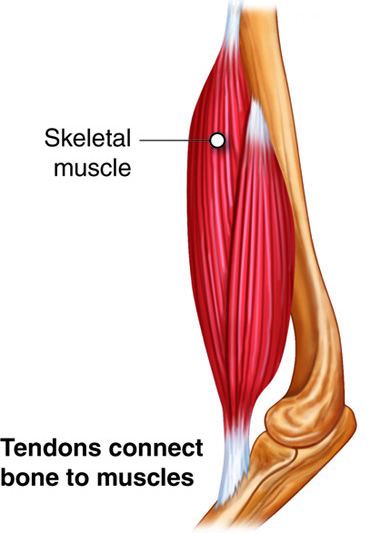 Skeletal
muscle
Tendons connect
bone to muscles